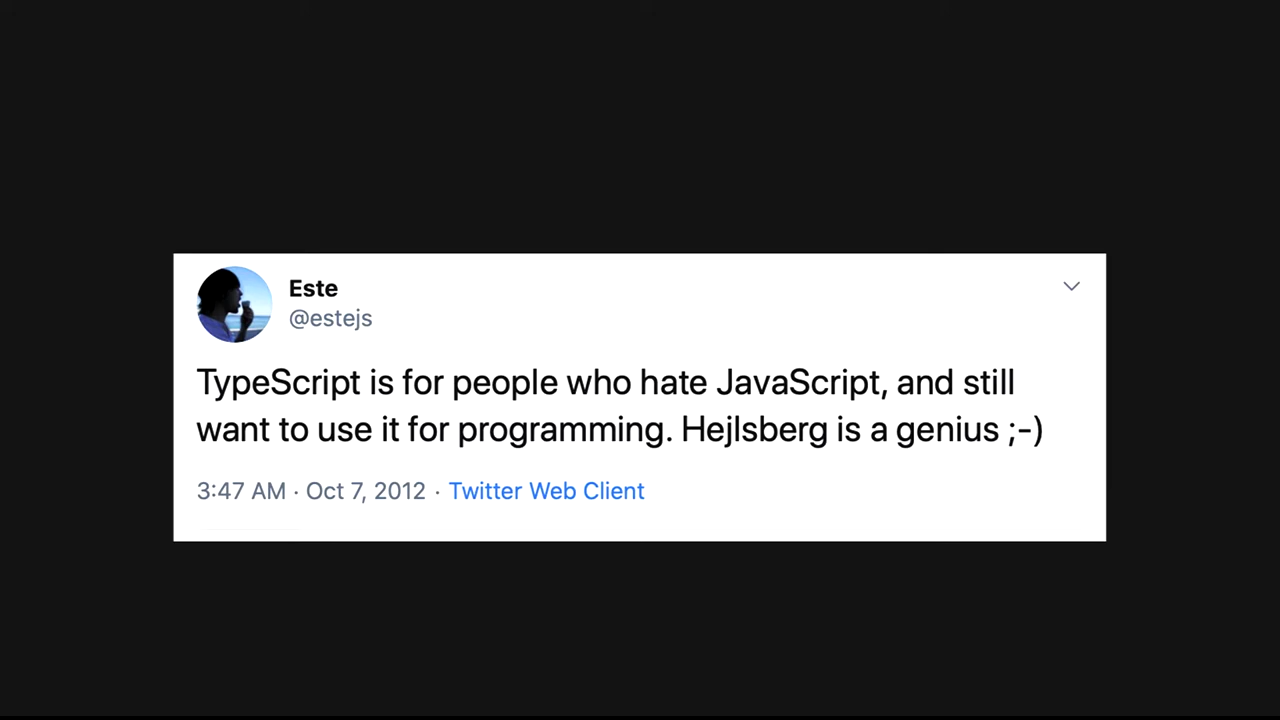 Este
@estejs
TypeScript is for people who hate JavaScript, and still
want to use it for programming. Hejlsberg is a genius ;-)
3:47 AM · Oct 7, 2012 · Twitter Web Client